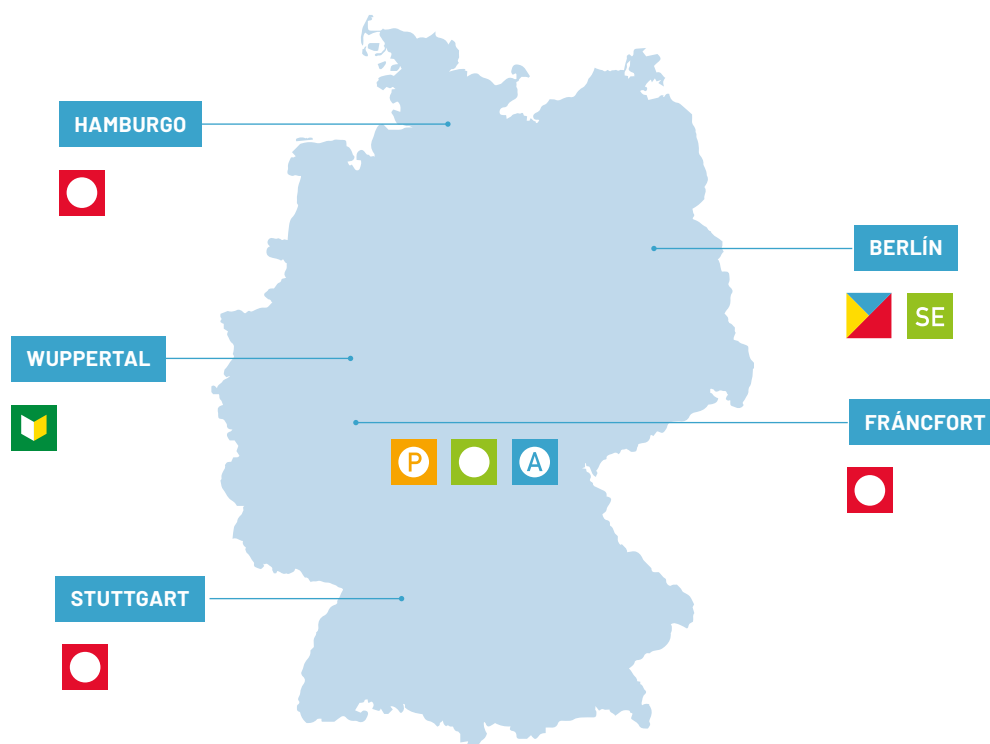 HAMBURGO
BERLÍN
SE
WUPPERTAL
FRÁNCFORT
P
A
STUTTGART